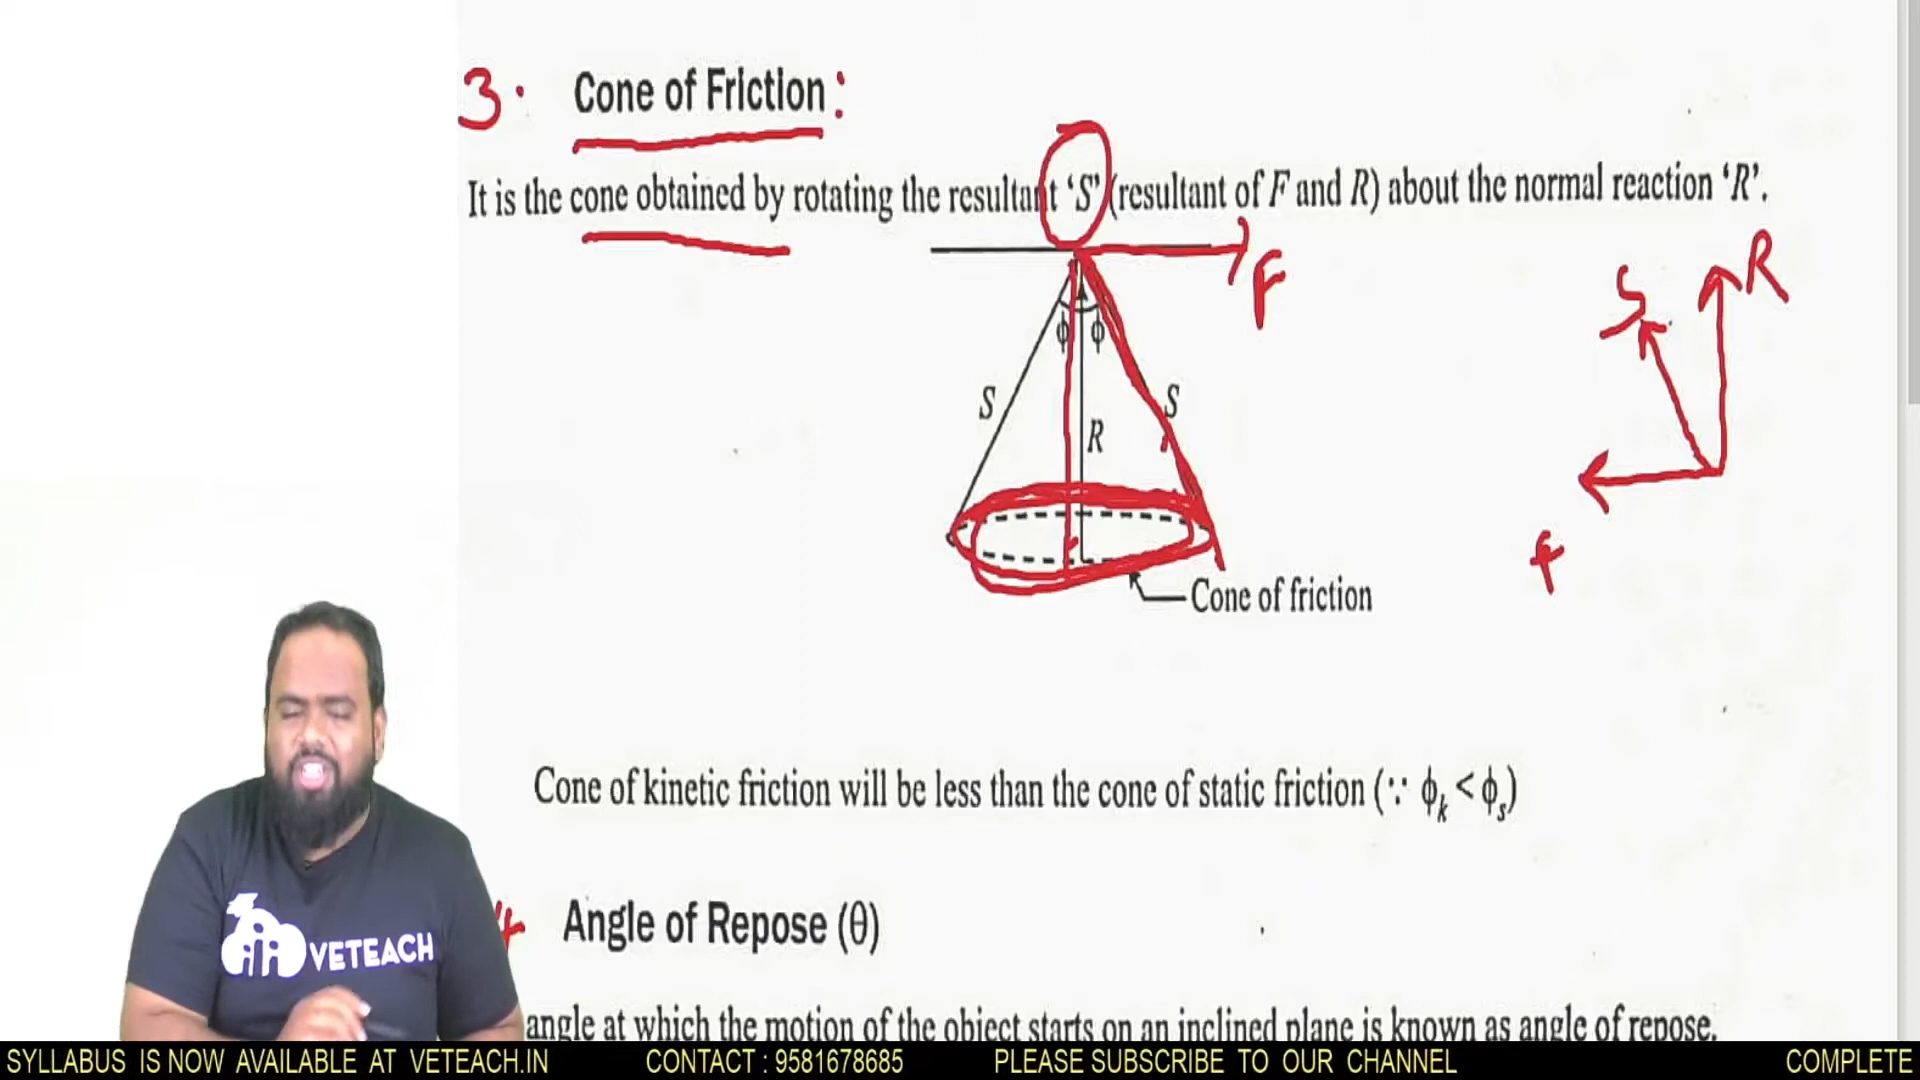 3. Cone of Friction:
It is the cone obtained by rotating the resultant ‘S’ (resultant of F and R) about the normal reaction ‘R’.
F
S
R
ϕ ϕ
S
S
R
F
Cone of friction
Cone of kinetic friction will be less than the cone of static friction (∵ ϕk < ϕs)
4 Angle of Repose (θ)
VETEACH
angle at which the motion of the object starts on an inclined plane is known as angle of repose.
SYLLABUS IS NOW AVAILABLE AT VETEACH.IN CONTACT : 9581678685 PLEASE SUBSCRIBE TO OUR CHANNEL COMPLETE